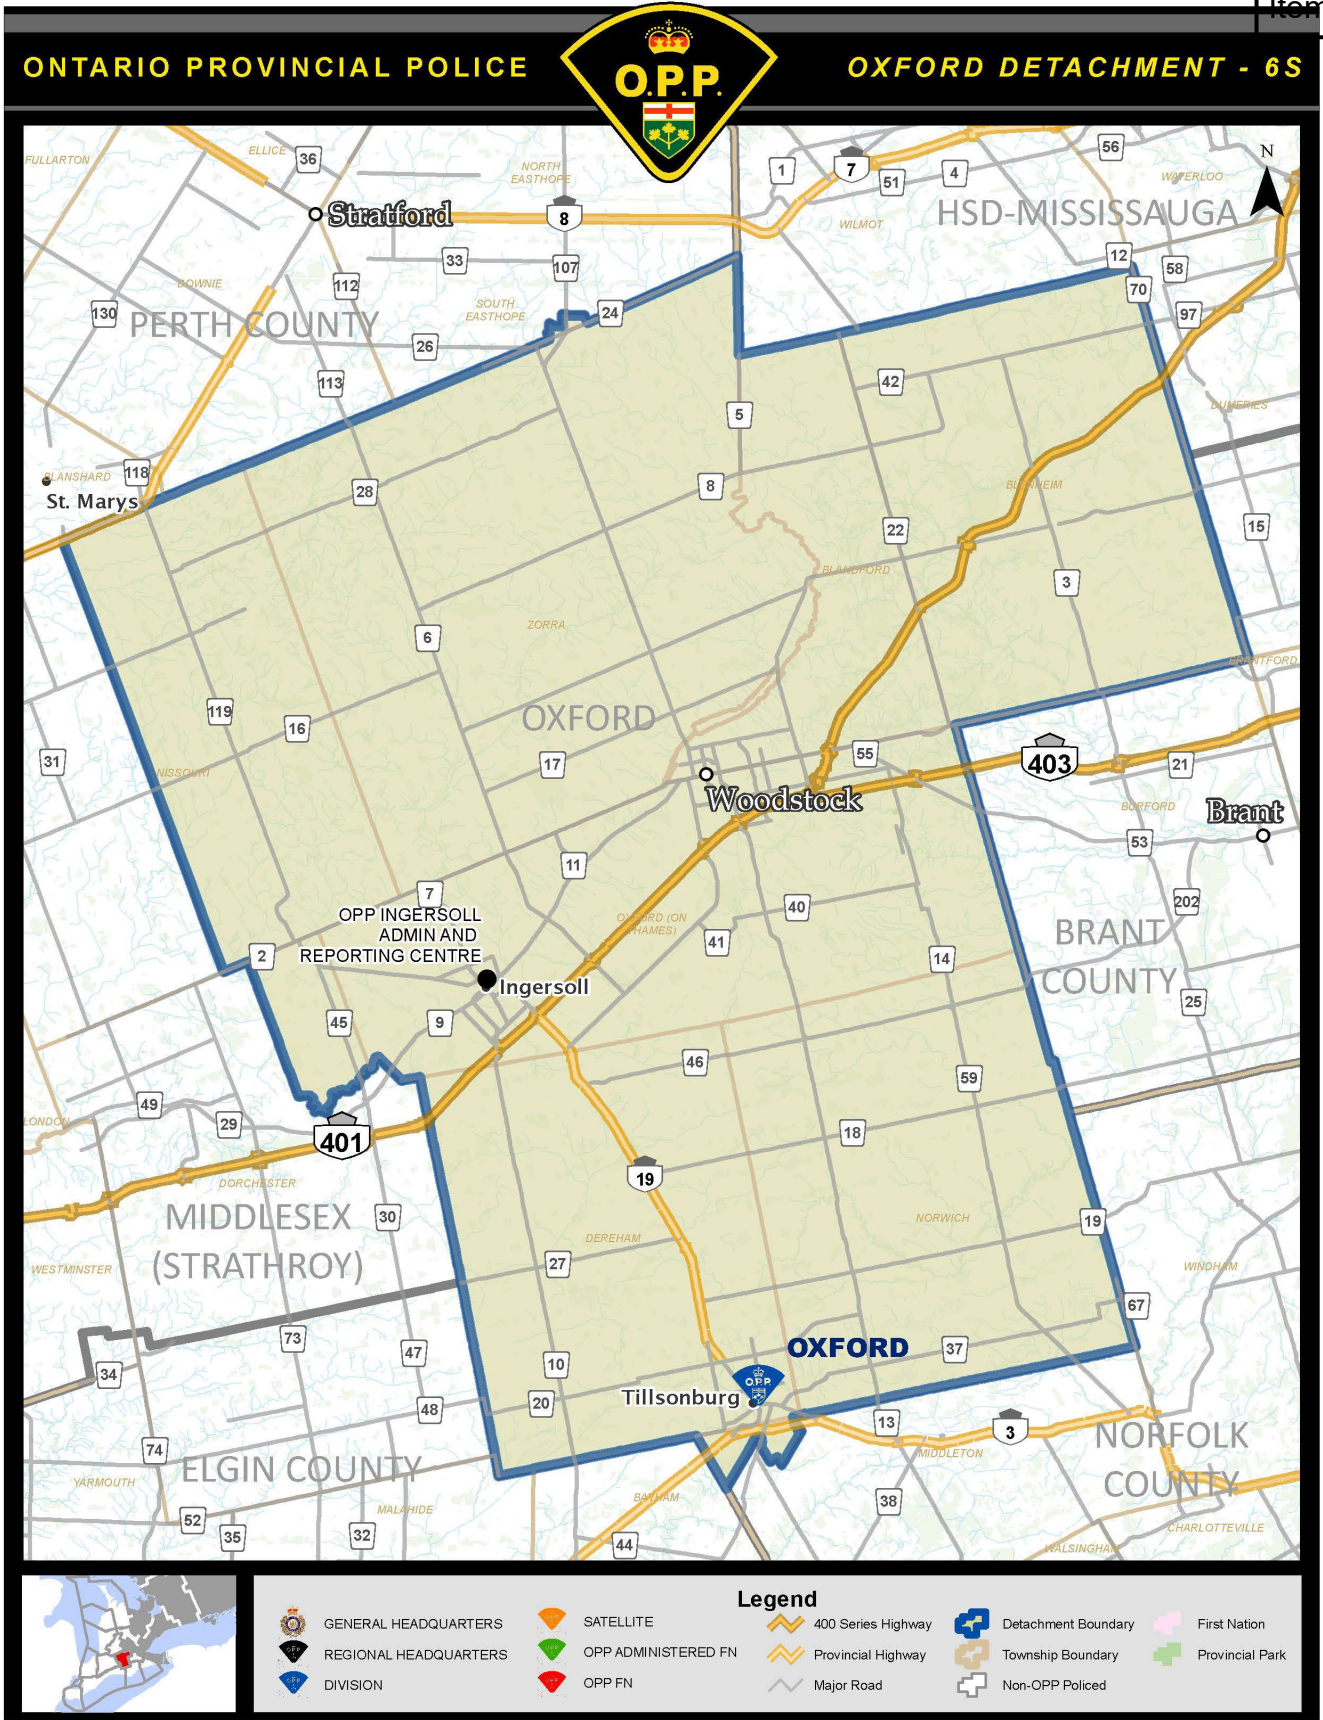 Item
ONTARIO PROVINCIAL POLICE
O.P.P.
OXFORD DETACHMENT - 6S
FULLARTON
ELLICE
36
NORTH
EASTHOPE
1
7
51
4
56
WATERLOO
N
Stratford
8
WILMOT
HSD-MISSISSAUGA
33
107
12
58
DOWNIE
112
SOUTH
EASTHOPE
24
70
130
PERTH COUNTY
97
26
113
42
DUMFRIES
5
BLANSHARD
118
St. Marys
28
8
BLENHEIM
22
15
BLANDFORD
3
ZORRA
6
BRANTFORD
119
16
OXFORD
31
NISSOURI
17
55
403
21
Woodstock
BURFORD
Brant
53
11
7
202
OPP INGERSOLL
ADMIN AND
REPORTING CENTRE
40
OXFORD (ON
THAMES)
41
BRANT
COUNTY
2
14
Ingersoll
25
45
9
46
59
49
29
LONDON
401
18
19
DORCHESTER
MIDDLESEX
(STRATHROY)
30
NORWICH
19
DEREHAM
WESTMINSTER
27
WINDHAM
67
73
47
OXFORD
37
34
10
O.P.P.
Tillsonburg
20
48
13
3
NORFOLK
COUNTY
74
MIDDLETON
YARMOUTH
ELGIN COUNTY
BAYHAM
38
MALAHIDE
52
35
32
44
CHARLOTTEVILLE
WALSINGHAM
Legend
GENERAL HEADQUARTERS
REGIONAL HEADQUARTERS
DIVISION
SATELLITE
OPP ADMINISTERED FN
OPP FN
400 Series Highway
Provincial Highway
Major Road
Detachment Boundary
Township Boundary
Non-OPP Policed
First Nation
Provincial Park